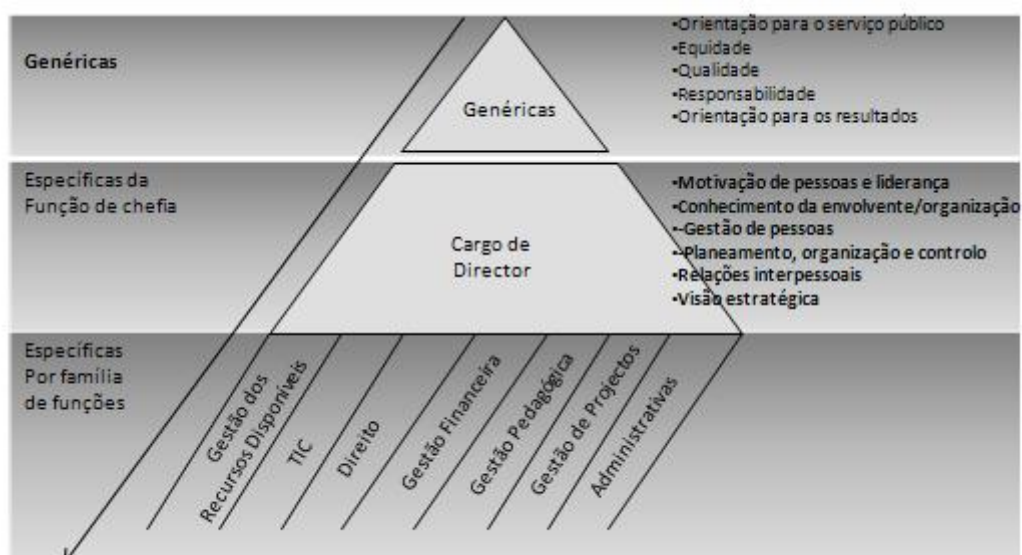 Genéricas
Genéricas
•Orientação para o serviço público
•Equidade
•Qualidade
•Responsabilidade
•Orientação para os resultados
Específicas da
Função de chefia
Cargo de
Director
•Motivação de pessoas e liderança
•Conhecimento da envolvente/organização
•-Gestão de pessoas
•-Planeamento, organização e controlo
•Relações interpessoais
•Visão estratégica
Específicas
Por família
de funções
Gestão dos
Recursos Disponíveis
TIC
Direito
Gestão Financeira
Gestão Pedagógica
Gestão de Projectos
Administrativas